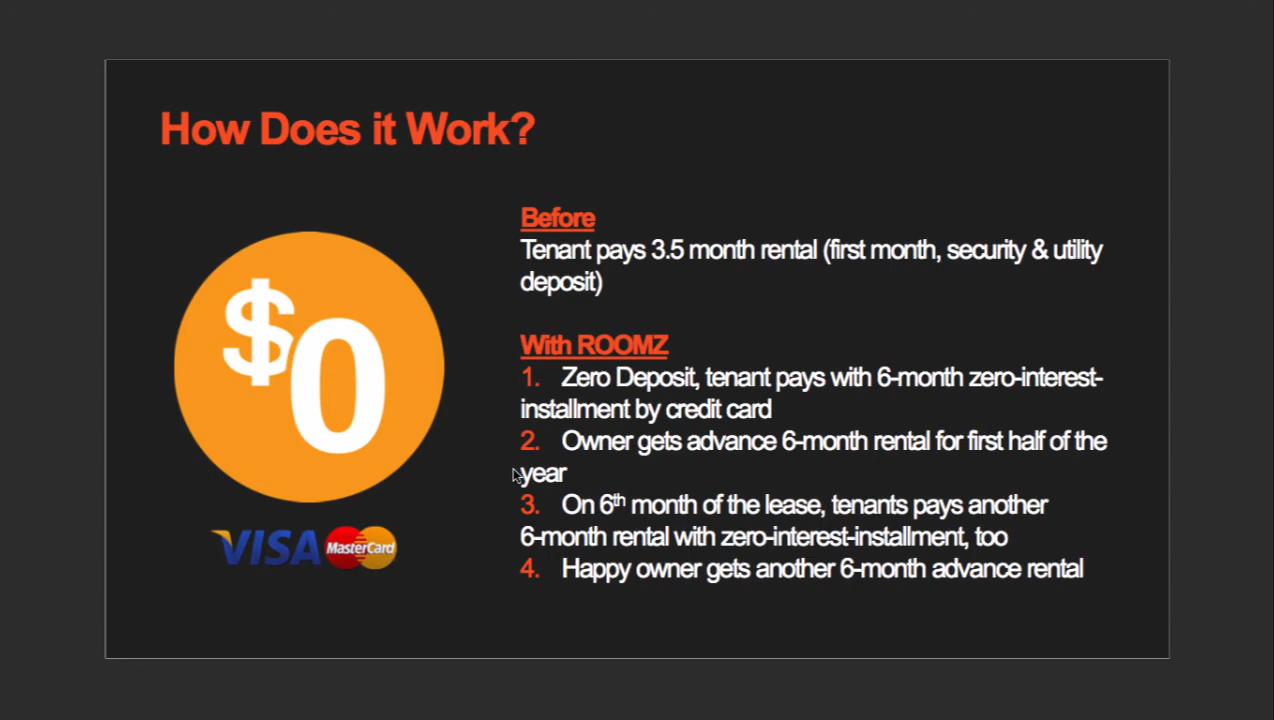 How Does it Work?
Before
Tenant pays 3.5 month rental (first month, security & utility
deposit)
$0
With ROOMZ
1. Zero Deposit, tenant pays with 6-month zero-interest-
installment by credit card
2. Owner gets advance 6-month rental for first half of the
year
3. On 6th month of the lease, tenants pays another
6-month rental with zero-interest-installment, too
4. Happy owner gets another 6-month advance rental
VISA MasterCard